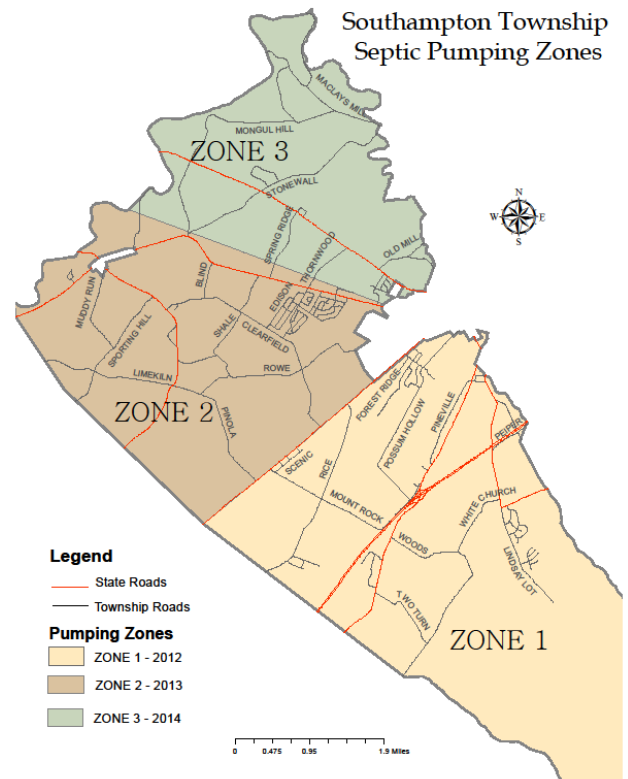 Southampton Township
Septic Pumping Zones
MACLAYS MILL
MONGUL HILL
ZONE 3
STONEWALL
N
W E
S
SPRING RIDGE
THORNWOOD
OLD MILL
BLIND
MUDDY RUN
EDISON
SHALE
CLEARFIELD
SPORTING HILL
ROWE
LIMEKILN
FOREST RIDGE
ZONE 2
PINOLA
POSSUM HOLLOW
PINEVILLE
PEIPER
SCENIC
RICE
MOUNT ROCK
WHITE CHURCH
WOODS
LINDSAY LOT
TWO TURN
ZONE 1
Legend
State Roads
Township Roads
Pumping Zones
ZONE 1 - 2012
ZONE 2 - 2013
ZONE 3 - 2014
0 0.475 0.95 1.9 Miles